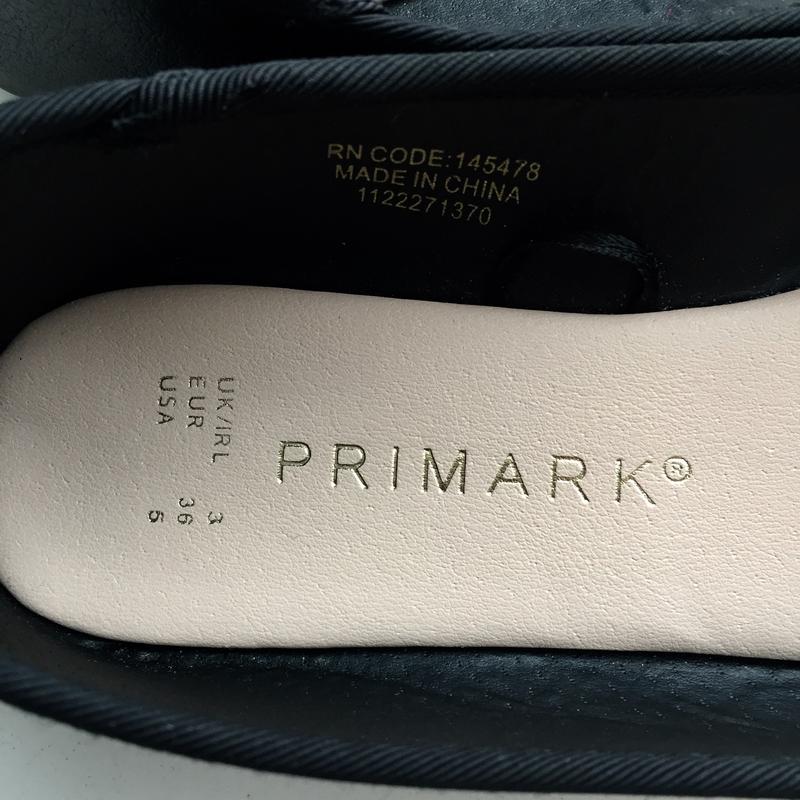 RN CODE:145478
MADE IN CHINA
1122271370
PRIMARK®
UK/IRL 3
EUR 36
USA 5